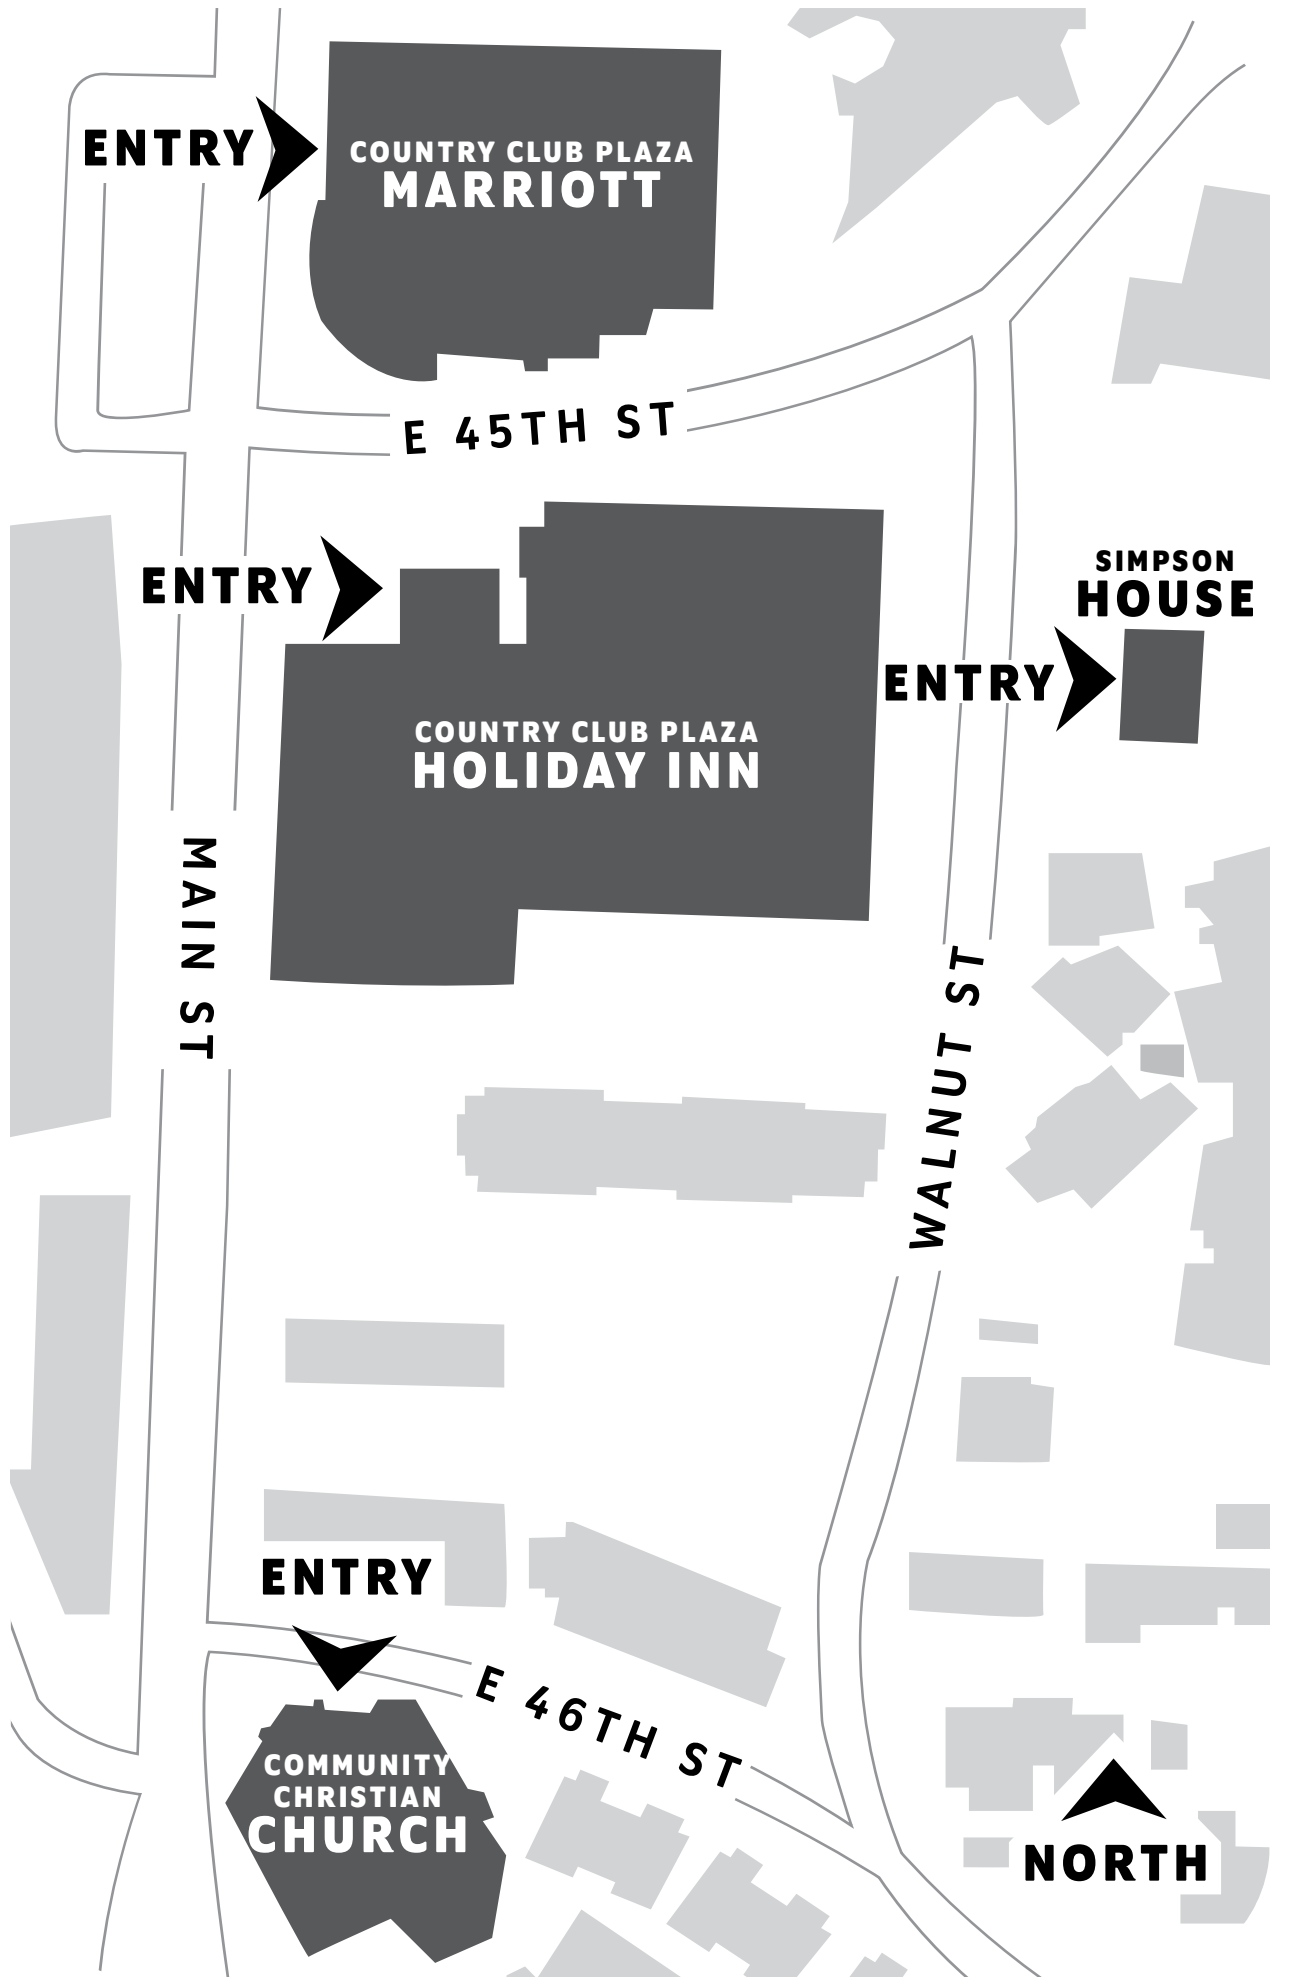 ENTRY
COUNTRY CLUB PLAZA
MARRIOTT
E 45TH ST
ENTRY
SIMPSON
HOUSE
ENTRY
COUNTRY CLUB PLAZA
HOLIDAY INN
MAIN ST
WALNUT ST
ENTRY
E 46TH ST
COMMUNITY
CHRISTIAN
CHURCH
NORTH